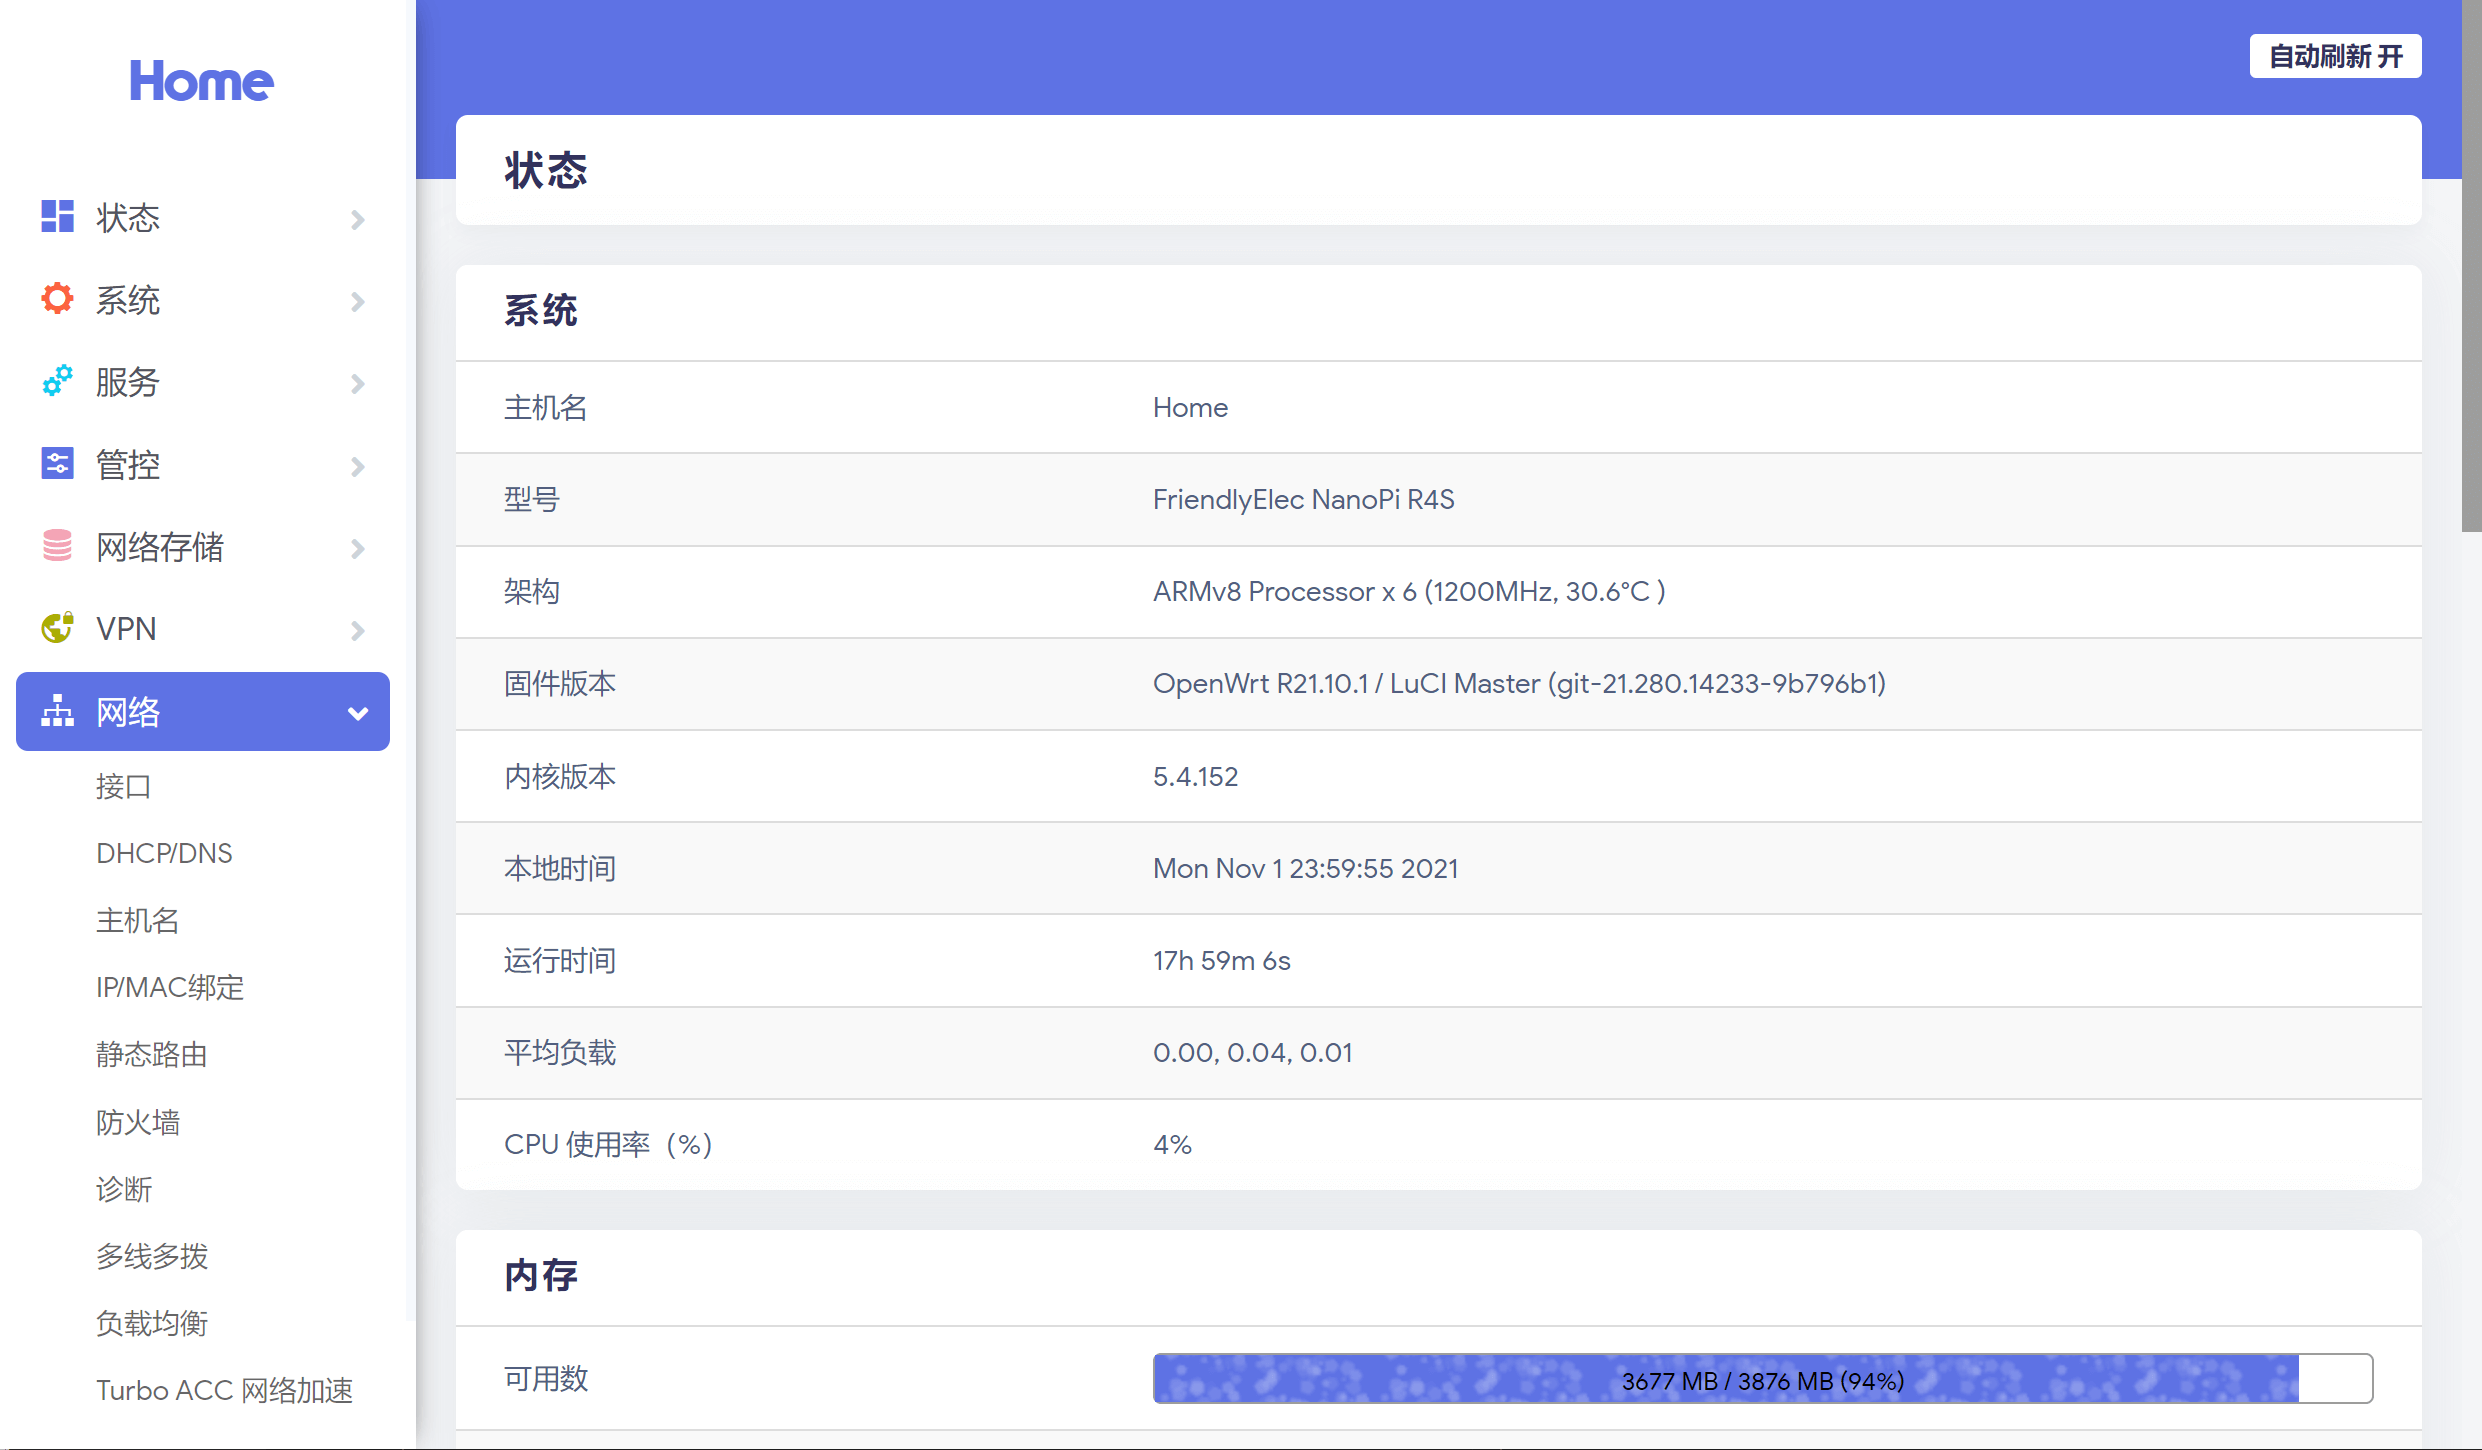 Home
状态
系统
服务
管控
网络存储
VPN
网络
接口
DHCP/DNS
主机名
IP/MAC绑定
静态路由
防火墙
诊断
多线多拨
负载均衡
Turbo ACC 网络加速
自动刷新 开
状态
系统
主机名 Home
型号 FriendlyElec NanoPi R4S
架构 ARMv8 Processor x 6 (1200MHz, 30.6°C )
固件版本 OpenWrt R21.10.1 / LuCI Master (git-21.280.14233-9b796b1)
内核版本 5.4.152
本地时间 Mon Nov 1 23:59:55 2021
运行时间 17h 59m 6s
平均负载 0.00, 0.04, 0.01
CPU 使用率（%） 4%
内存
可用数 3677 MB / 3876 MB (94%)